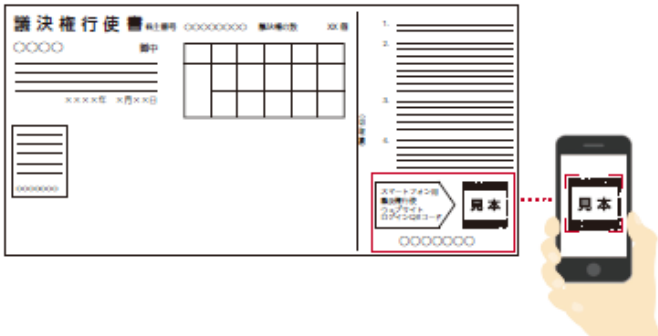 議決権行使書 株主番号 ○○○○○○○○ 議決権の数 XX 個
○○○○ 御中
××××年 ×月××日
○○○○○○○
1.
2.
3.
4.
スマートフォン用
議決権行使
ウェブサイト
ログインQRコード
見本
○○○○○○○
見本